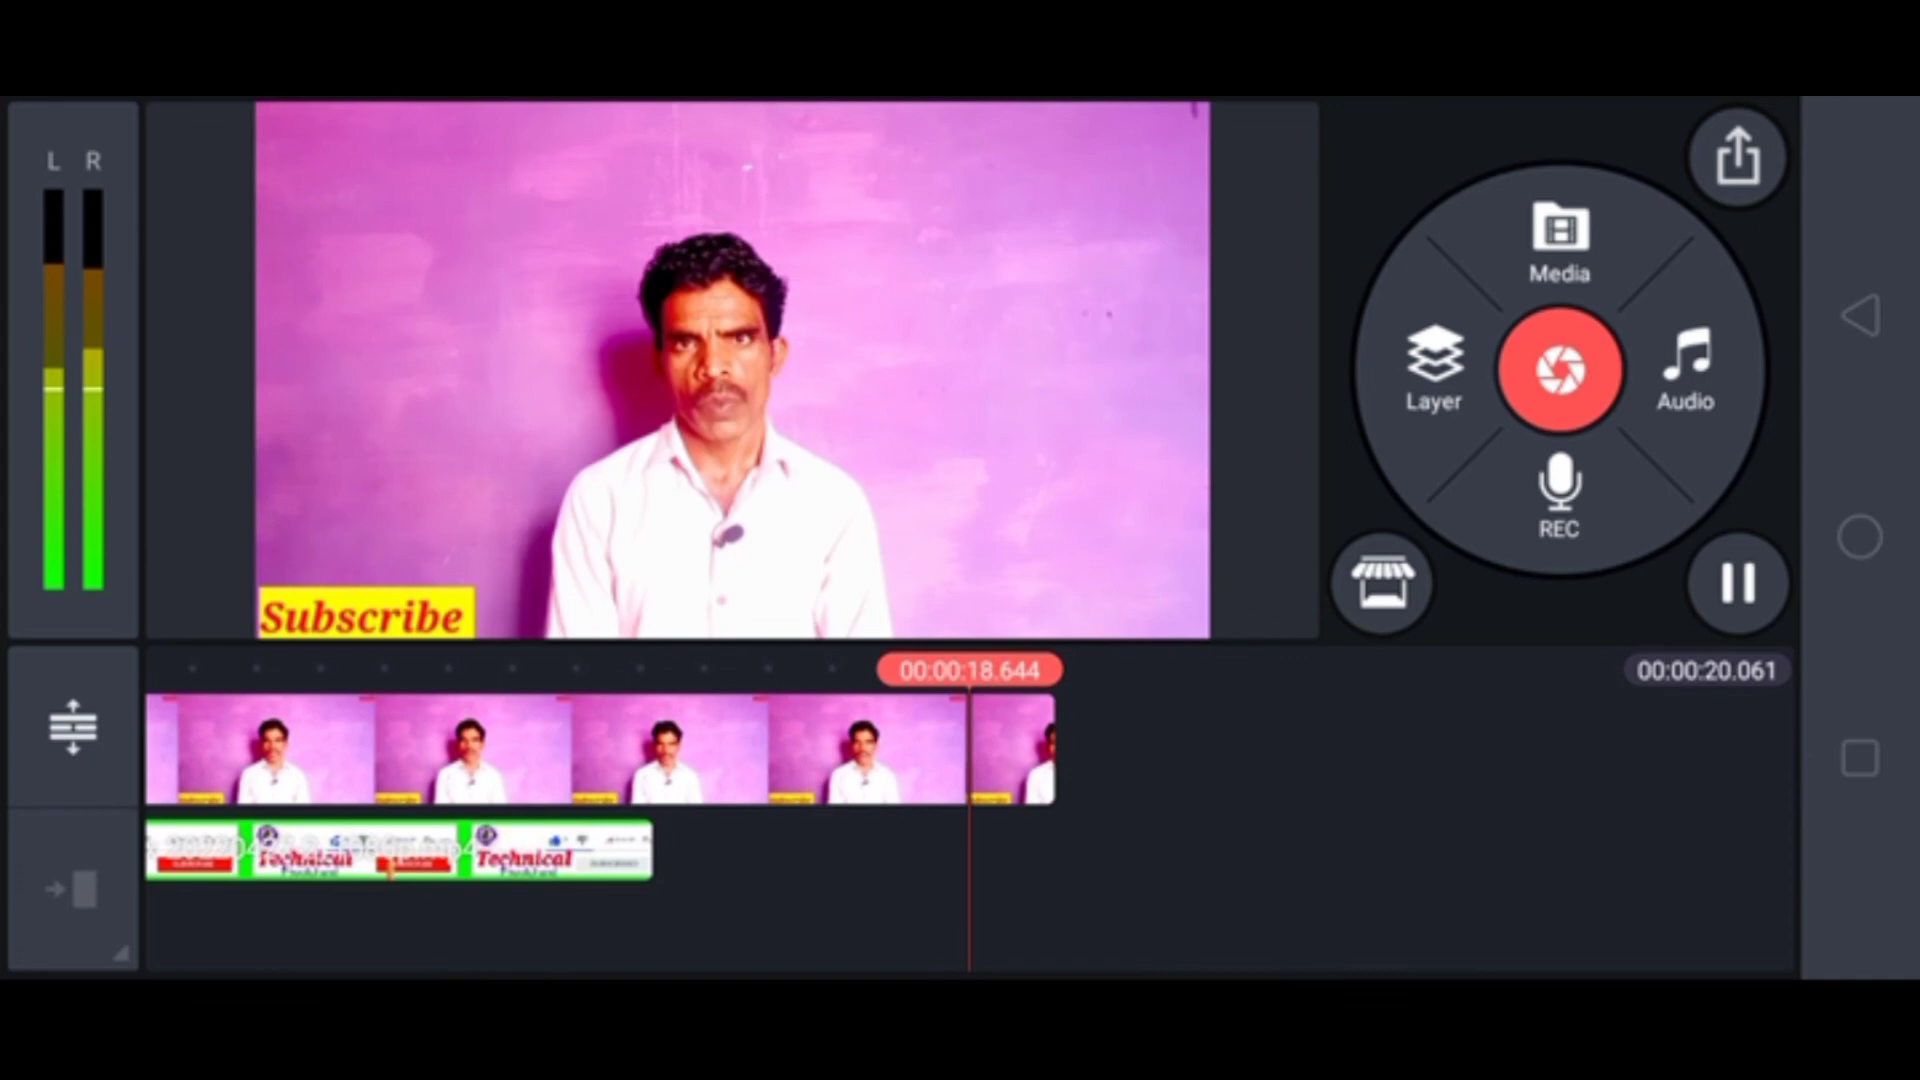 L R
Media
Layer
Audio
REC
Subscribe
00:00:18.644
00:00:20.061
Technical
Technical